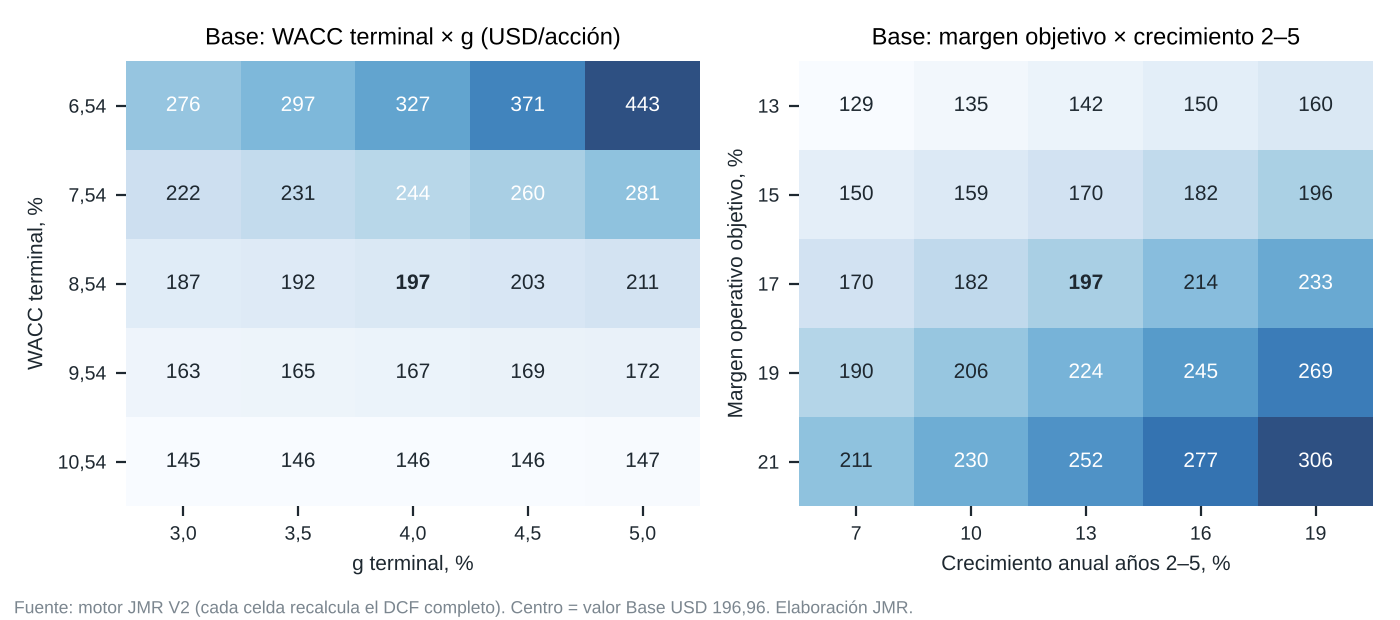 Base: WACC terminal × g (USD/acción)
WACC terminal, %
6,54 276 297 327 371 443
7,54 222 231 244 260 281
8,54 187 192 197 203 211
9,54 163 165 167 169 172
10,54 145 146 146 146 147
3,0 3,5 4,0 4,5 5,0
g terminal, %
Base: margen objetivo × crecimiento 2–5
Margen operativo objetivo, %
13 129 135 142 150 160
15 150 159 170 182 196
17 170 182 197 214 233
19 190 206 224 245 269
21 211 230 252 277 306
7 10 13 16 19
Crecimiento anual años 2–5, %
Fuente: motor JMR V2 (cada celda recalcula el DCF completo). Centro = valor Base USD 196,96. Elaboración JMR.